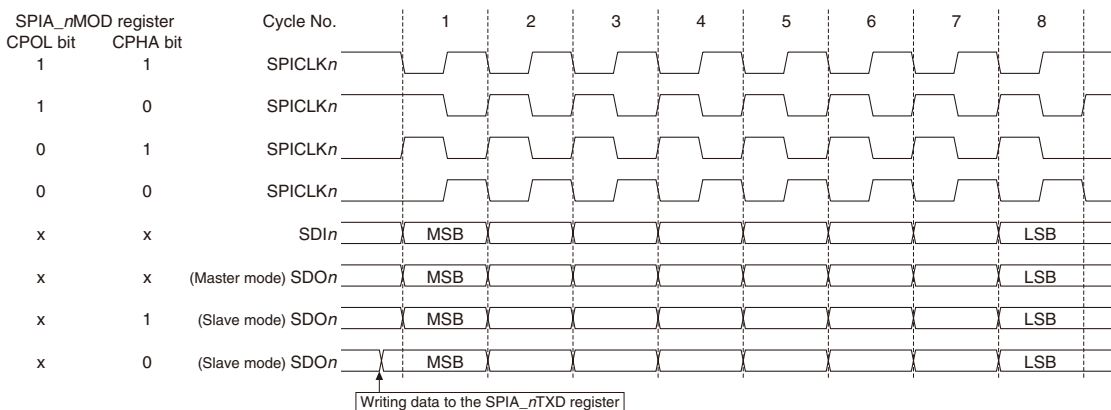 SPIA_nMOD register Cycle No. 1 2 3 4 5 6 7 8
CPOL bit CPHA bit
1 1 SPICLKn
1 0 SPICLKn
0 1 SPICLKn
0 0 SPICLKn
x x SDIn MSB LSB
x x (Master mode) SDOn MSB LSB
x 1 (Slave mode) SDOn MSB LSB
x 0 (Slave mode) SDOn MSB LSB
Writing data to the SPIA_nTXD register